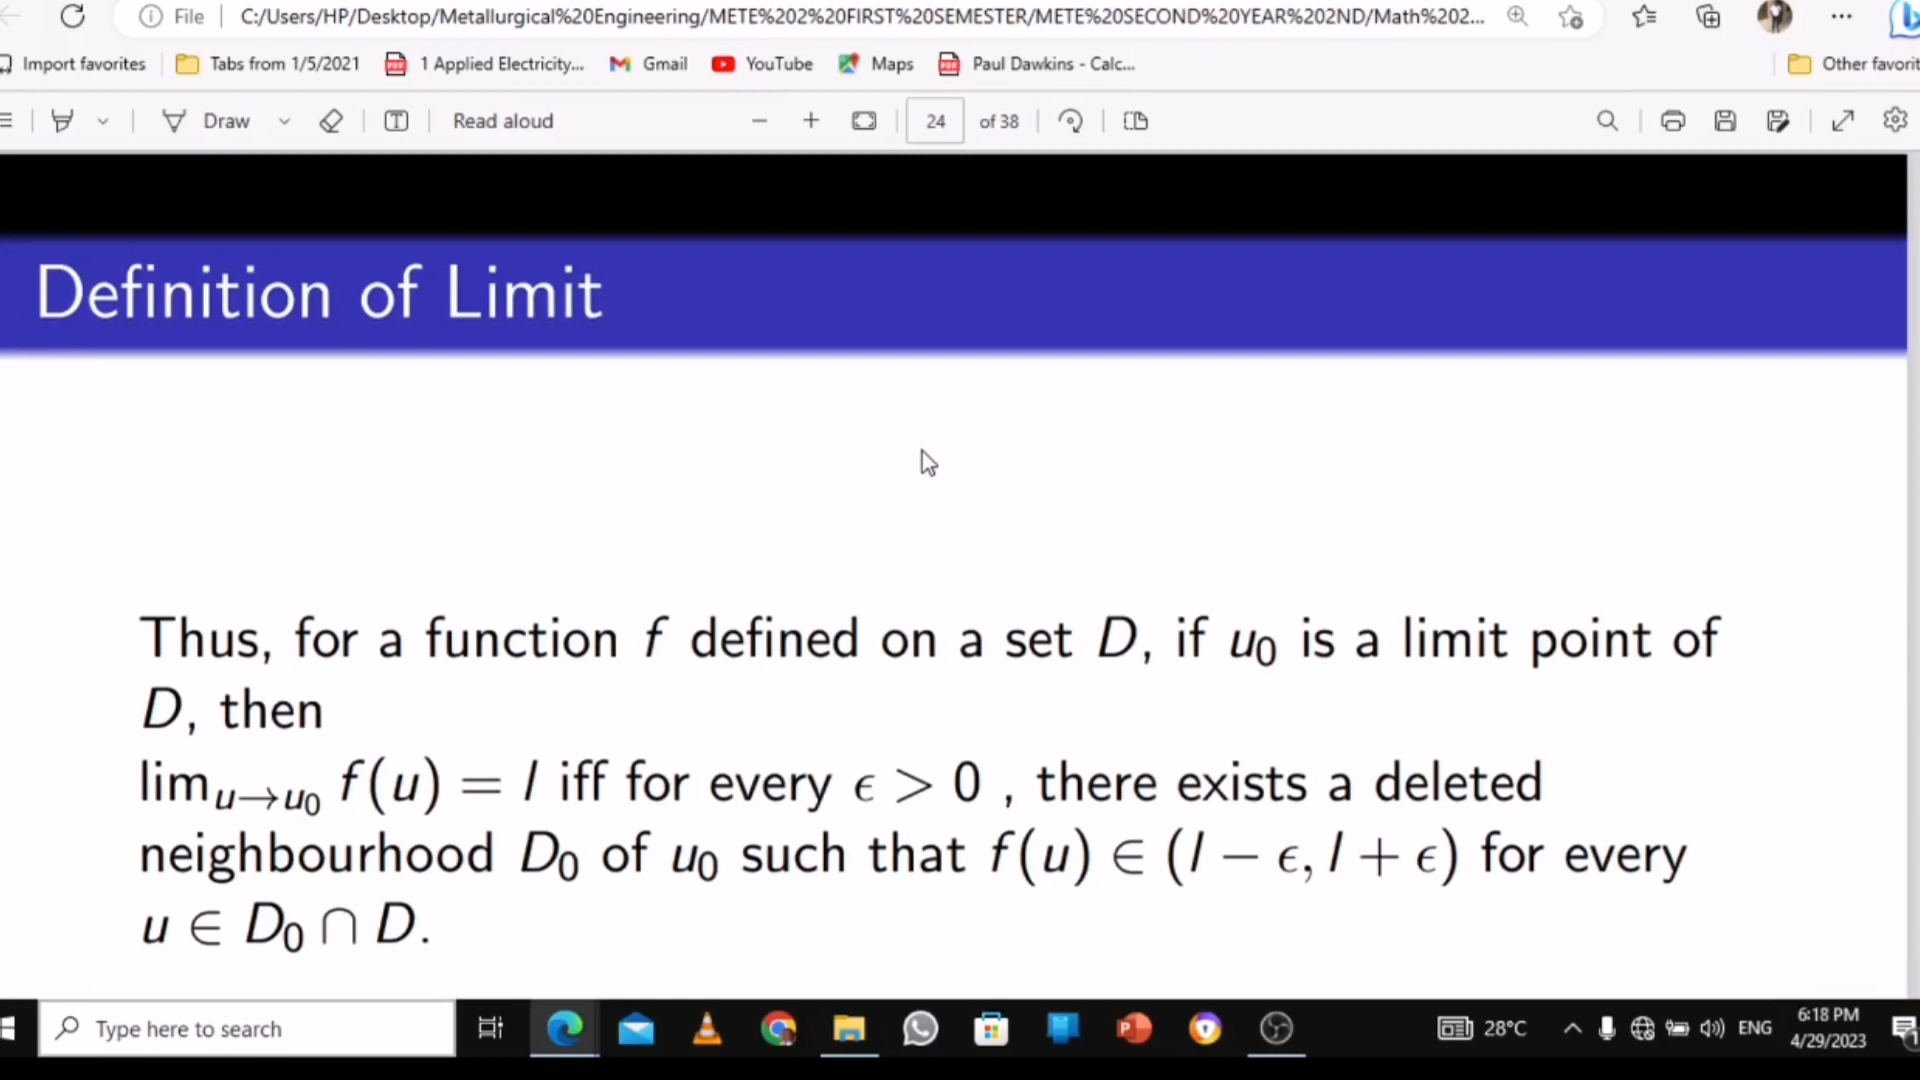 File C:/Users/HP/Desktop/Metallurgical%20Engineering/METE%202%20FIRST%20SEMESTER/METE%20SECOND%20YEAR%202ND/Math%202...
Import favorites Tabs from 1/5/2021 1 Applied Electricity... Gmail YouTube Maps Paul Dawkins - Calc... Other favorit
Draw Read aloud 24 of 38
Definition of Limit
Thus, for a function f defined on a set D, if u₀ is a limit point of
D, then
lim_{u→u₀} f(u) = l iff for every ϵ > 0 , there exists a deleted
neighbourhood D₀ of u₀ such that f(u) ∈ (l − ϵ, l + ϵ) for every
u ∈ D₀ ∩ D.
Type here to search 28°C ENG 6:18 PM
4/29/2023